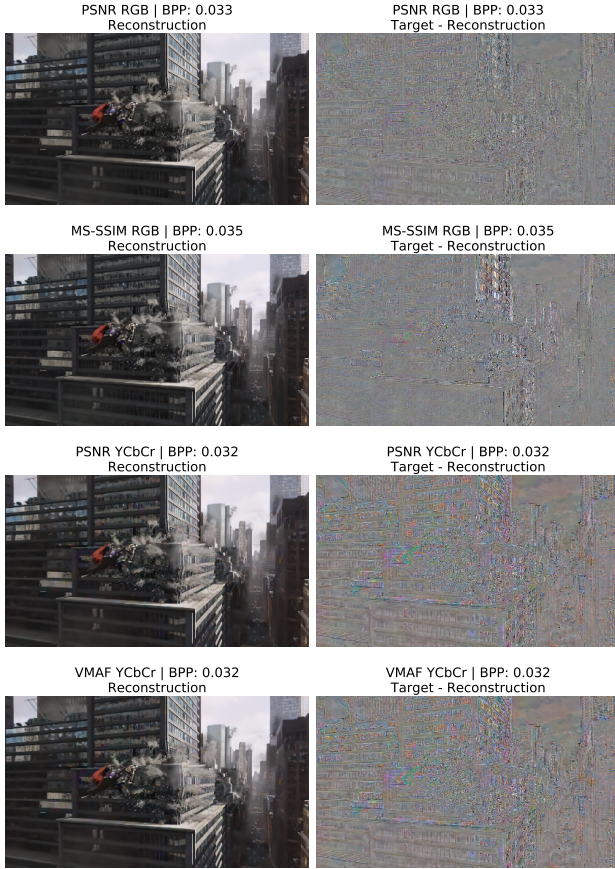 PSNR RGB | BPP: 0.033
Reconstruction
PSNR RGB | BPP: 0.033
Target - Reconstruction
MS-SSIM RGB | BPP: 0.035
Reconstruction
MS-SSIM RGB | BPP: 0.035
Target - Reconstruction
PSNR YCbCr | BPP: 0.032
Reconstruction
PSNR YCbCr | BPP: 0.032
Target - Reconstruction
VMAF YCbCr | BPP: 0.032
Reconstruction
VMAF YCbCr | BPP: 0.032
Target - Reconstruction